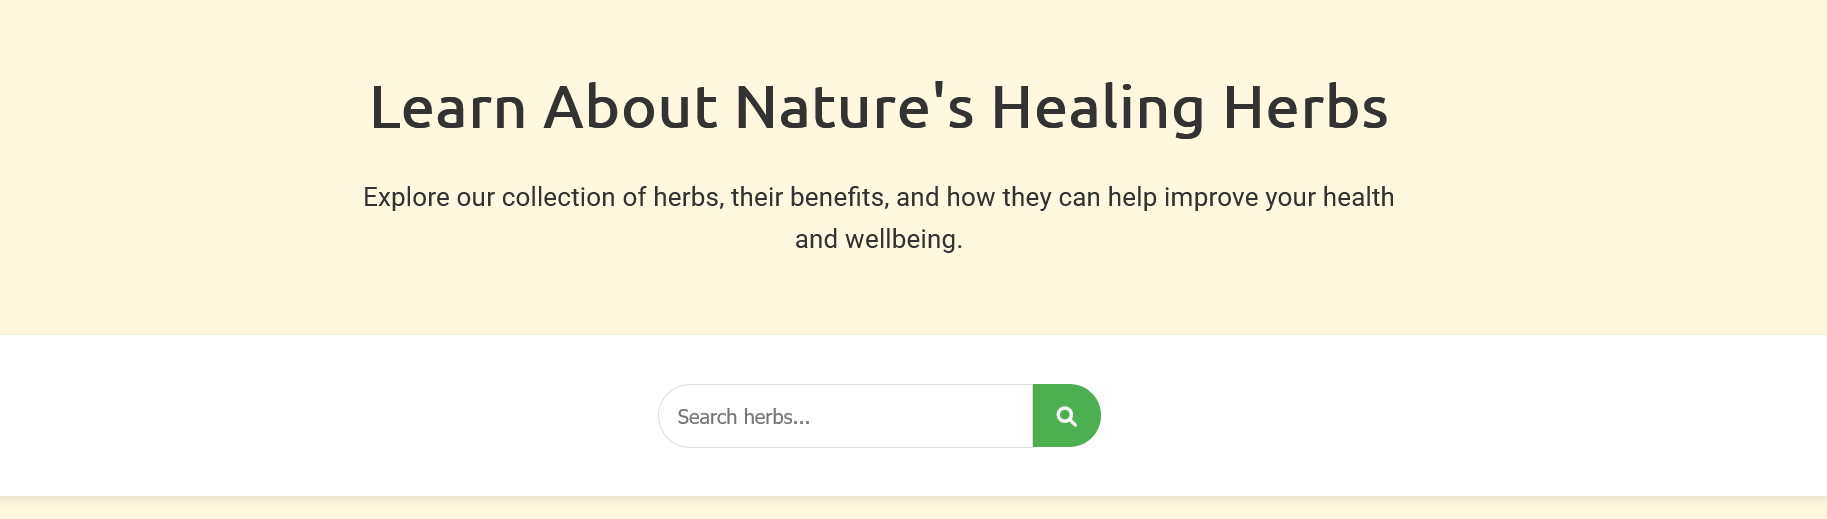 Learn About Nature's Healing Herbs
Explore our collection of herbs, their benefits, and how they can help improve your health
and wellbeing.
Search herbs...